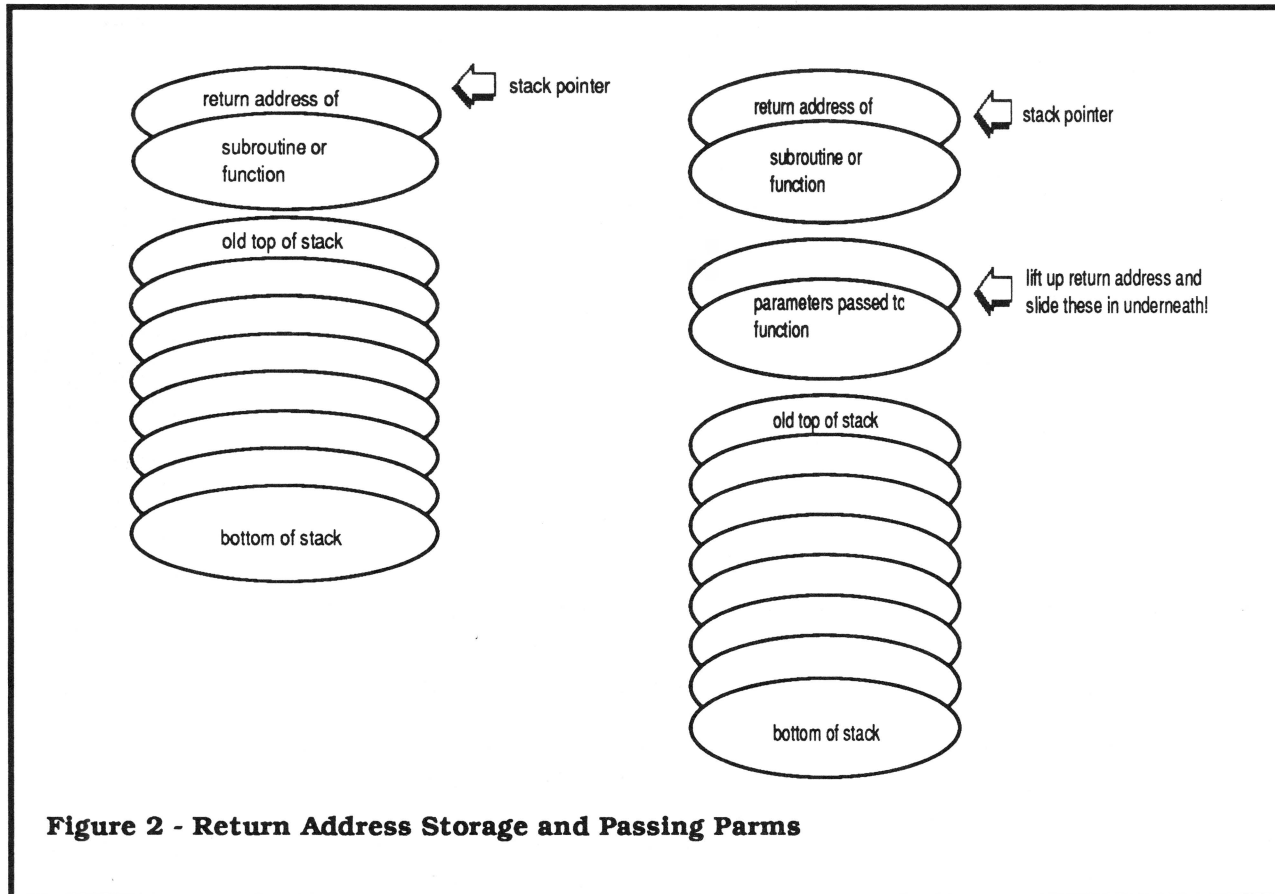 return address of
subroutine or
function
stack pointer
old top of stack
bottom of stack
return address of
subroutine or
function
stack pointer
parameters passed to
function
lift up return address and
slide these in underneath!
old top of stack
bottom of stack
Figure 2 - Return Address Storage and Passing Parms